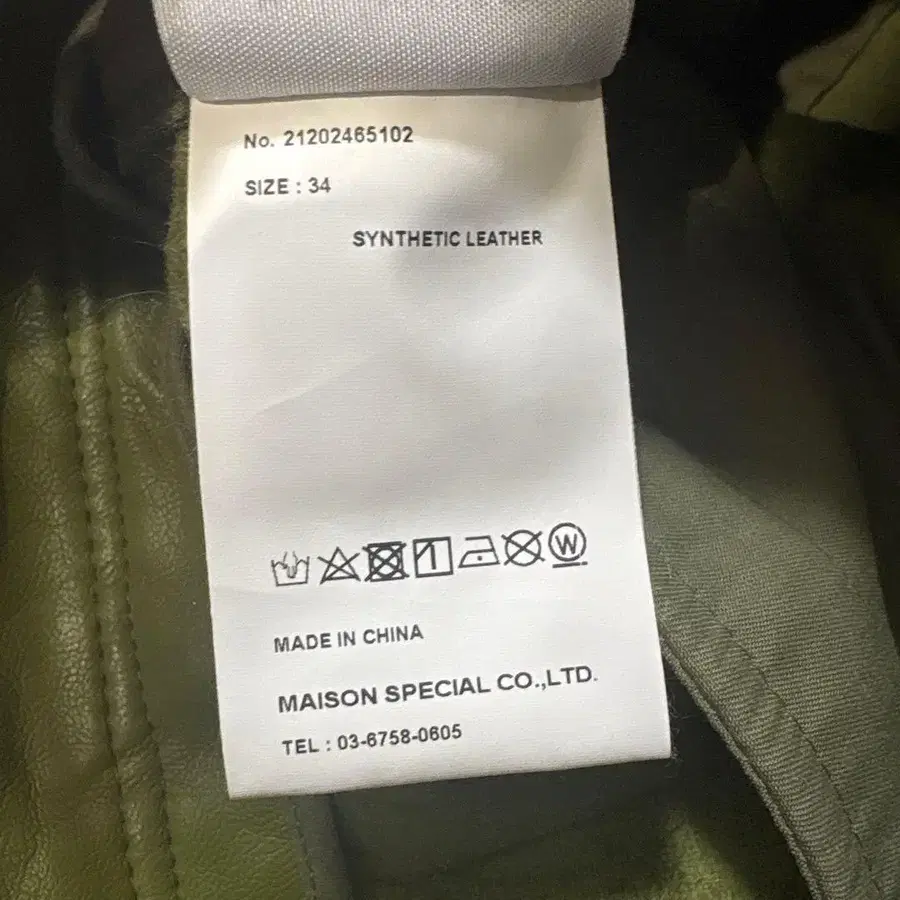 No. 21202465102
SIZE : 34
SYNTHETIC LEATHER
W
MADE IN CHINA
MAISON SPECIAL CO.,LTD.
TEL : 03-6758-0605